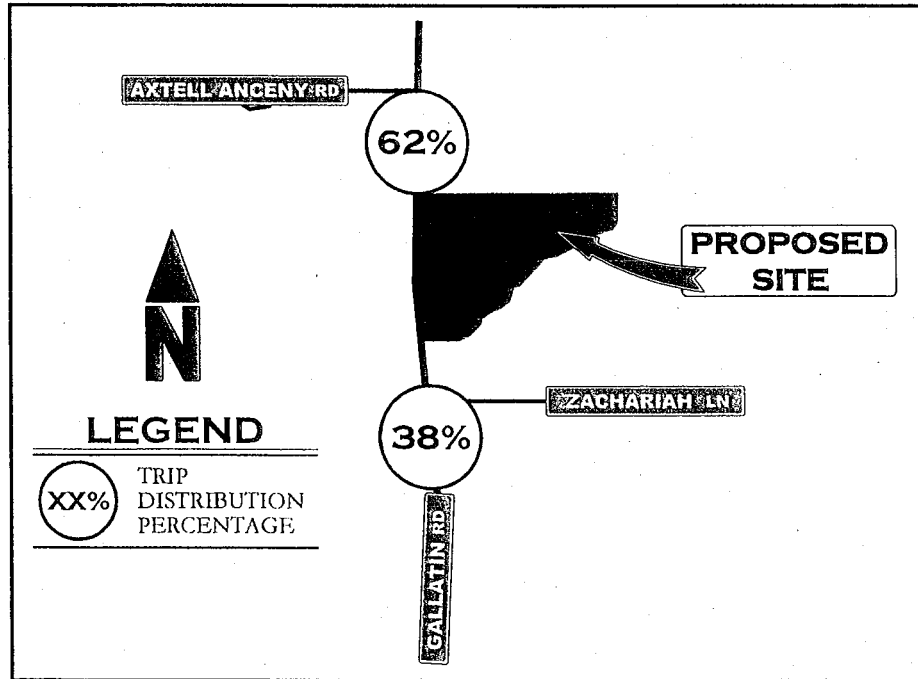 AXTELL ANCENY RD
62%
PROPOSED
SITE
N
ZACHARIAH LN
LEGEND
38%
XX%
TRIP
DISTRIBUTION
PERCENTAGE
GALLATIN RD